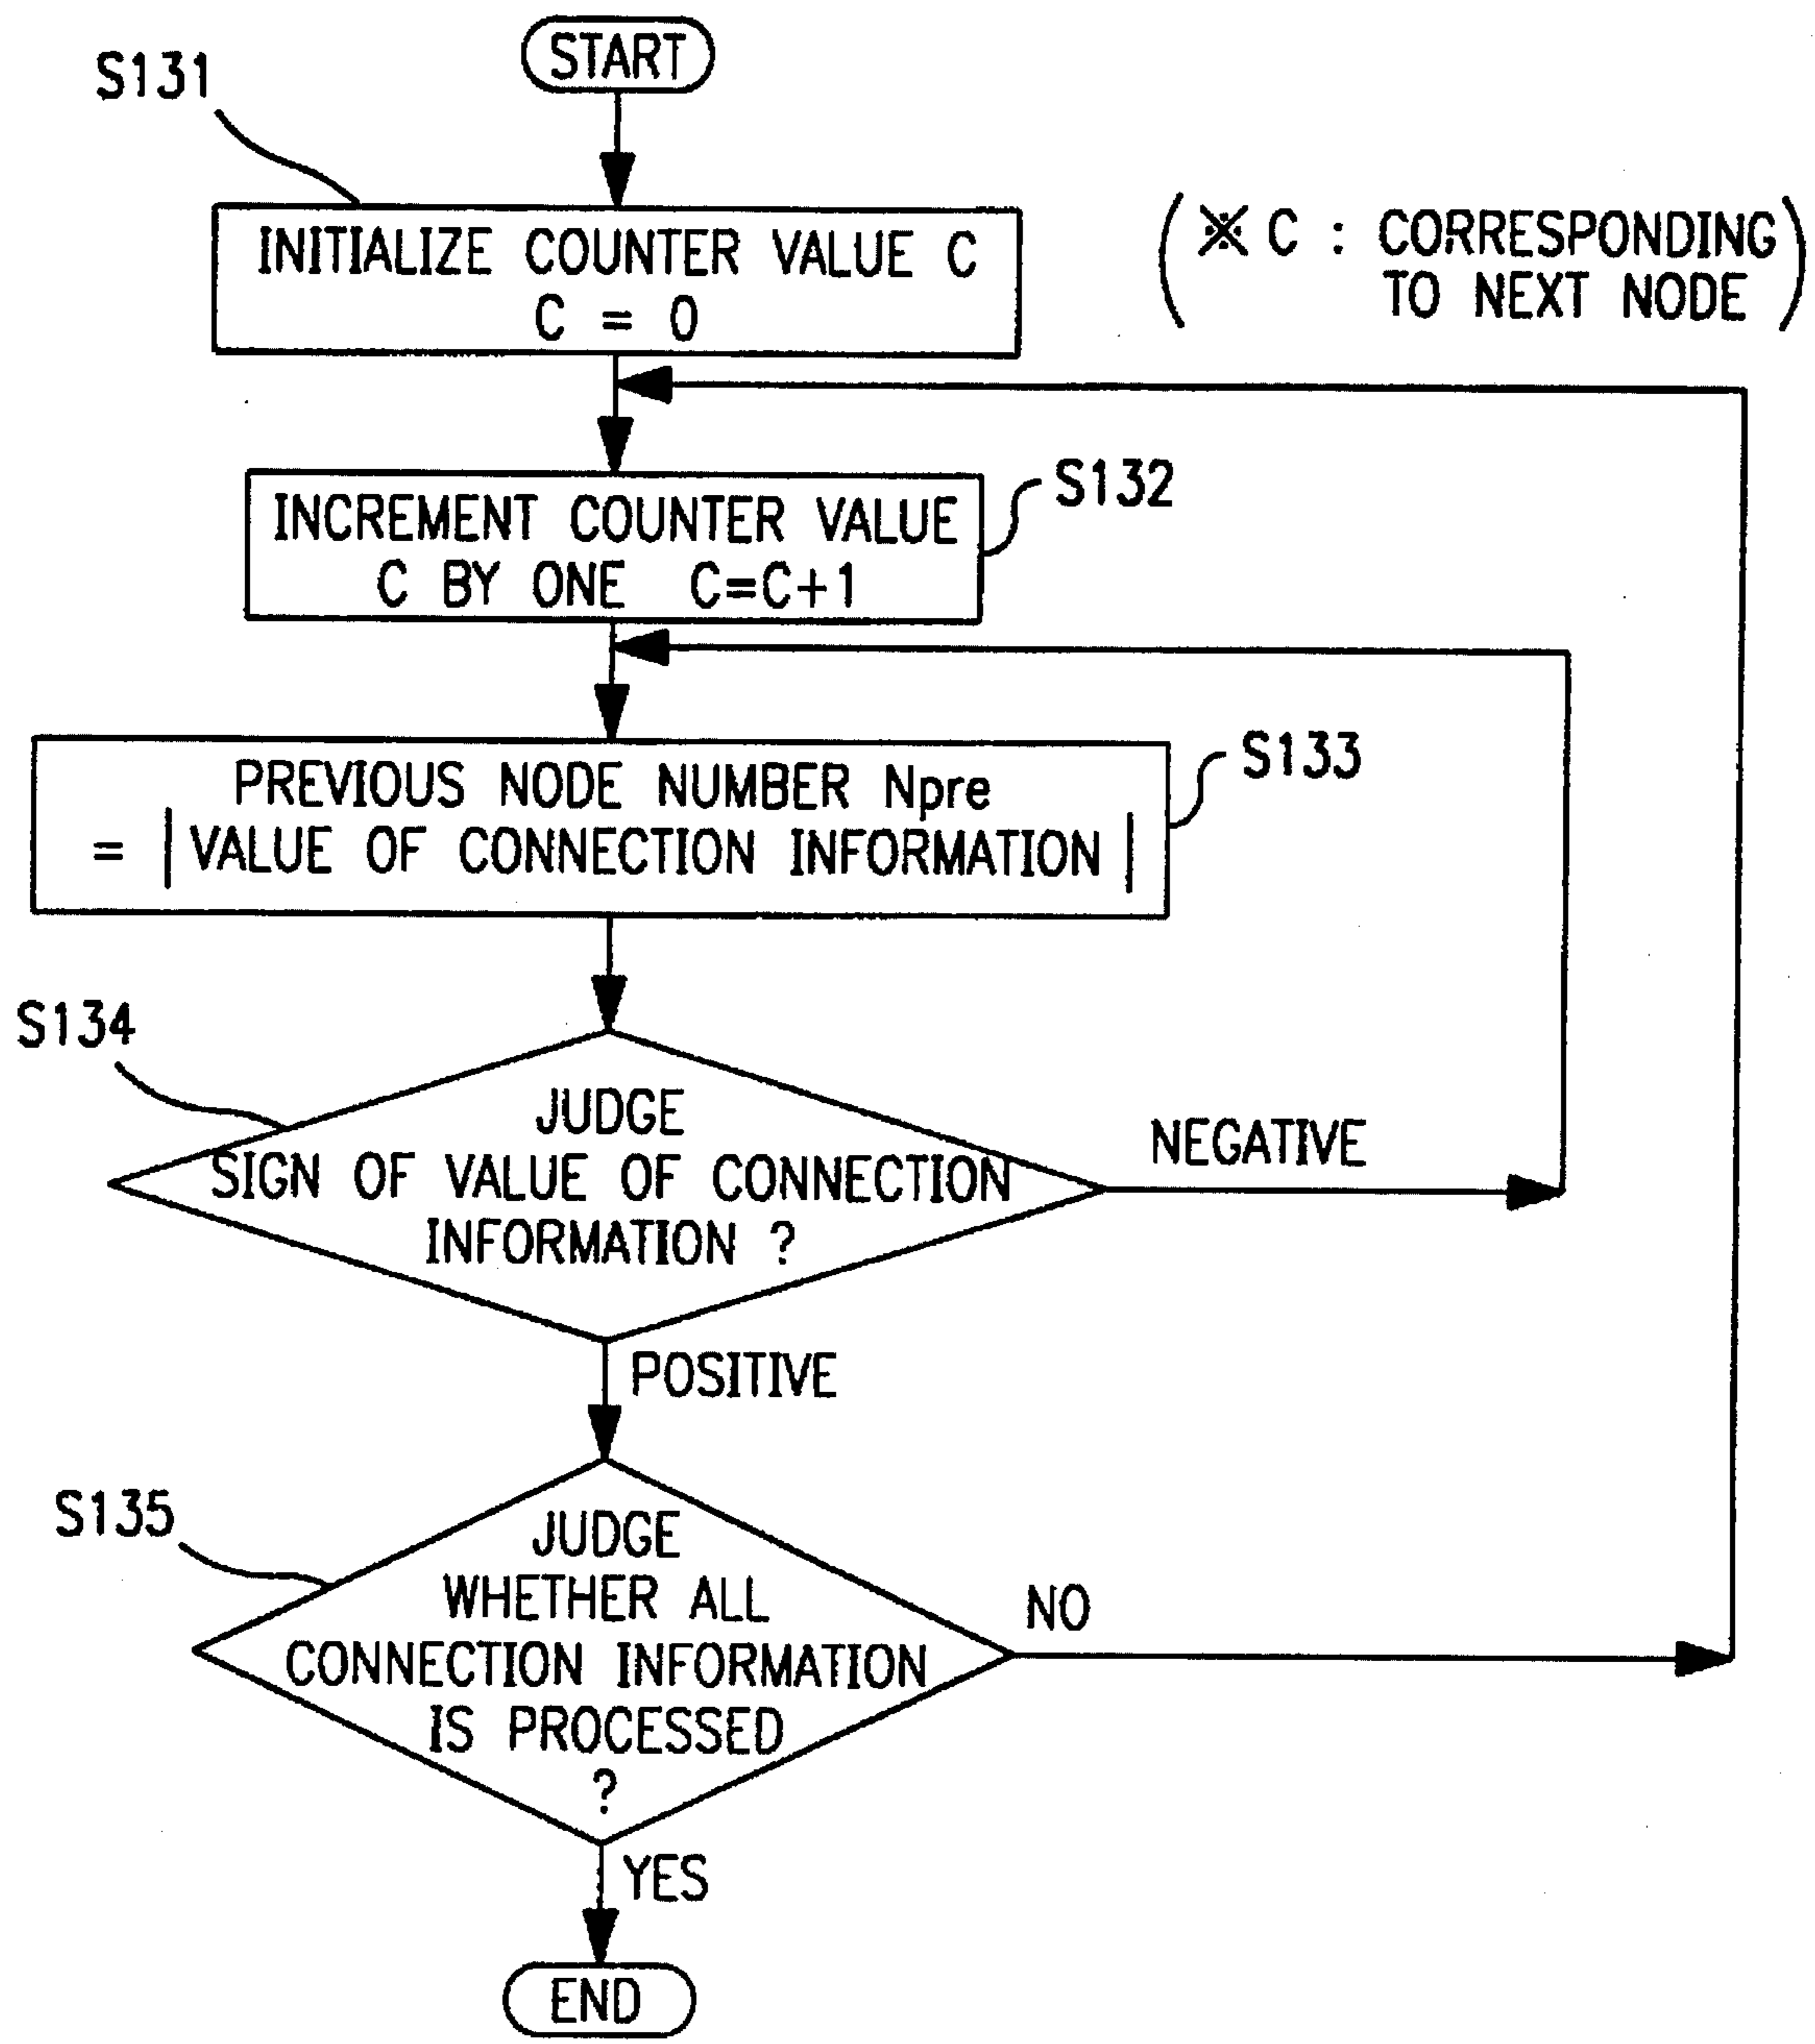 START
S131
INITIALIZE COUNTER VALUE C
C = 0
(※ C : CORRESPONDING
TO NEXT NODE)
INCREMENT COUNTER VALUE
C BY ONE C=C+1
S132
PREVIOUS NODE NUMBER Npre
= |VALUE OF CONNECTION INFORMATION|
S133
S134
JUDGE
SIGN OF VALUE OF CONNECTION
INFORMATION ?
NEGATIVE
POSITIVE
S135
JUDGE
WHETHER ALL
CONNECTION INFORMATION
IS PROCESSED
?
NO
YES
END